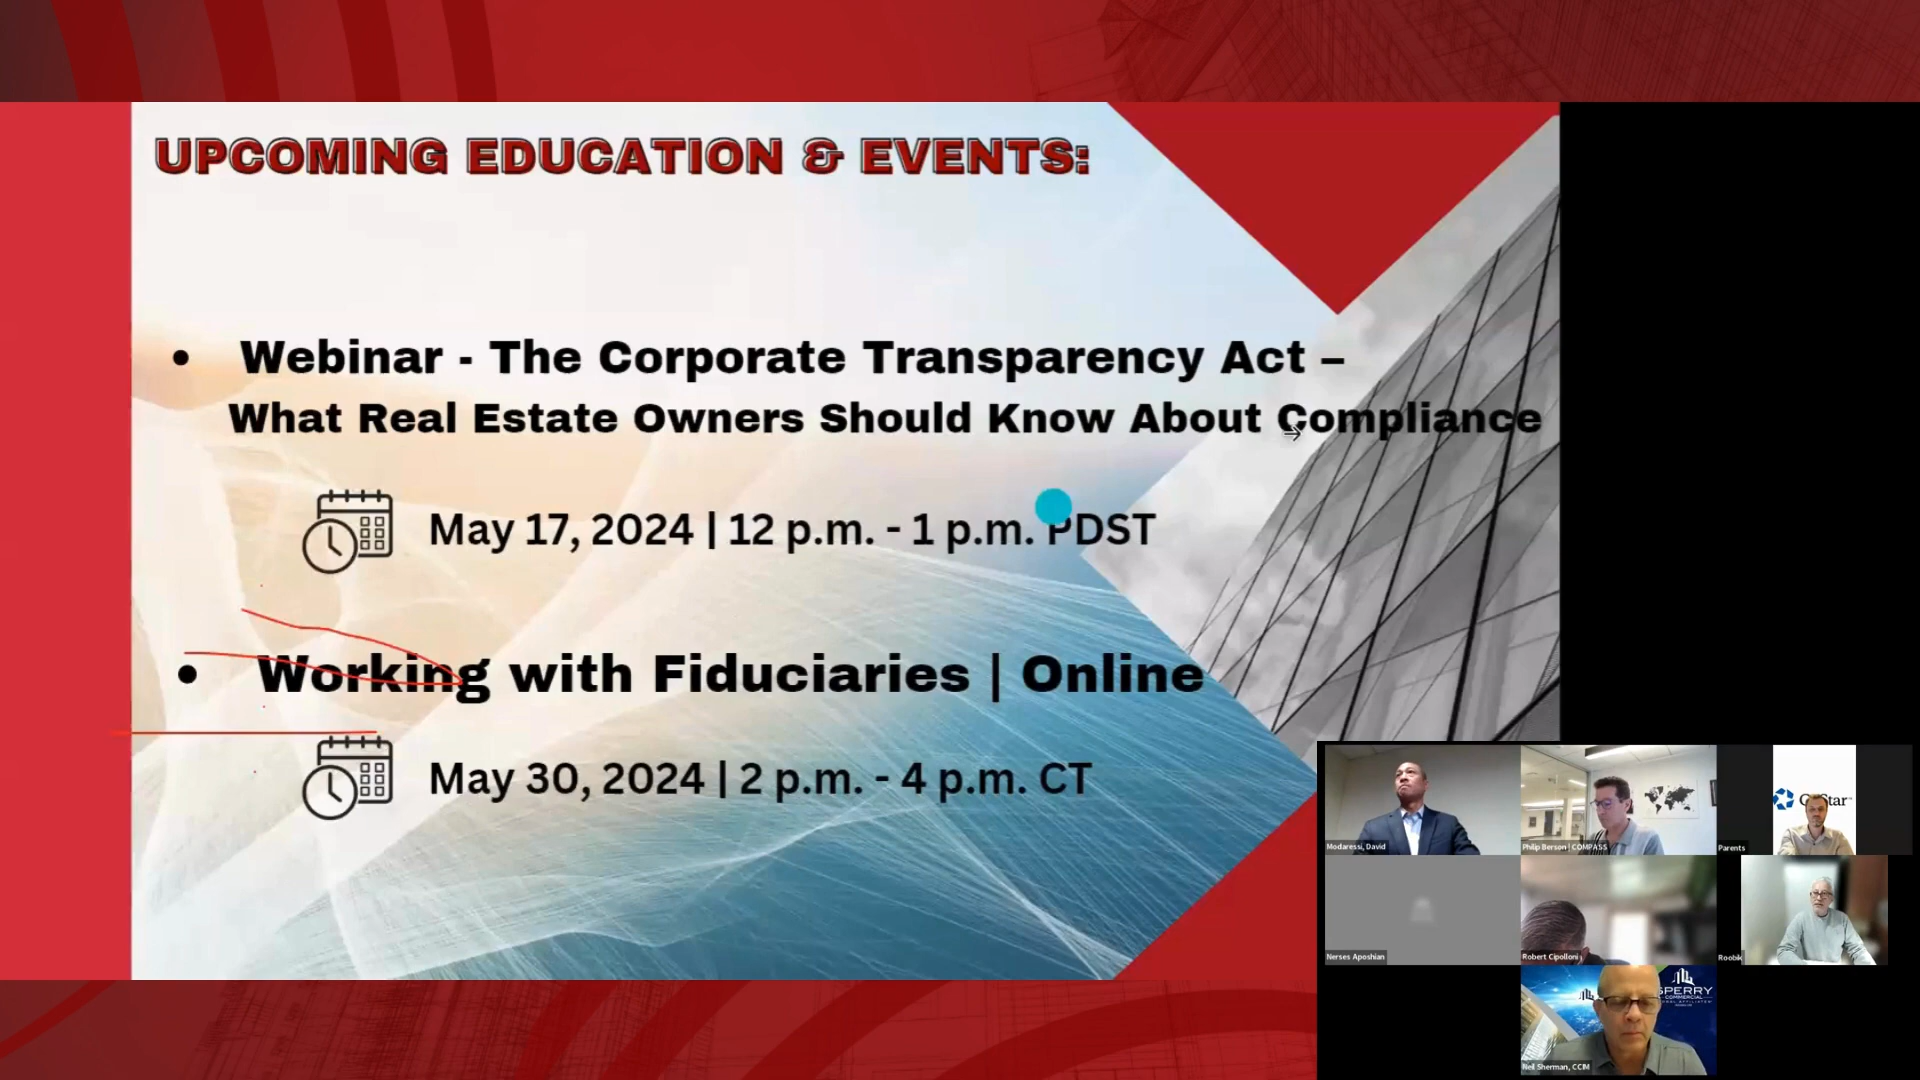 UPCOMING EDUCATION & EVENTS:
• Webinar - The Corporate Transparency Act –
What Real Estate Owners Should Know About Compliance
May 17, 2024 | 12 p.m. - 1 p.m. PDST
• Working with Fiduciaries | Online
May 30, 2024 | 2 p.m. - 4 p.m. CT
Modaressi, David
Philip Berson | COMPASS
Parents
CoStar
Nerses Aposhian
Robert Cipolloni
Roobik
SPERRY
COMMERCIAL
Neil Sherman, CCIM